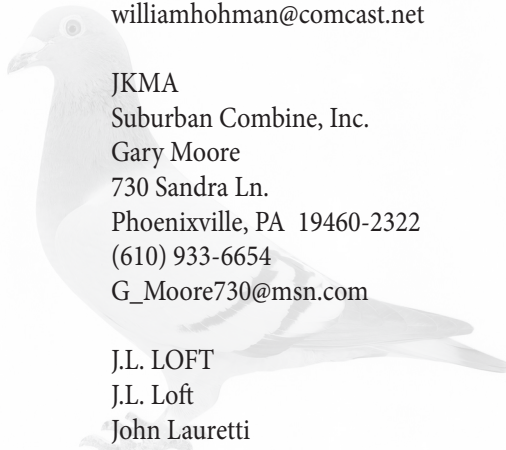 williamhohman@comcast.net
JKMA
Suburban Combine, Inc.
Gary Moore
730 Sandra Ln.
Phoenixville, PA  19460-2322
(610) 933-6654
G_Moore730@msn.com
J.L. LOFT
J.L. Loft
John Lauretti